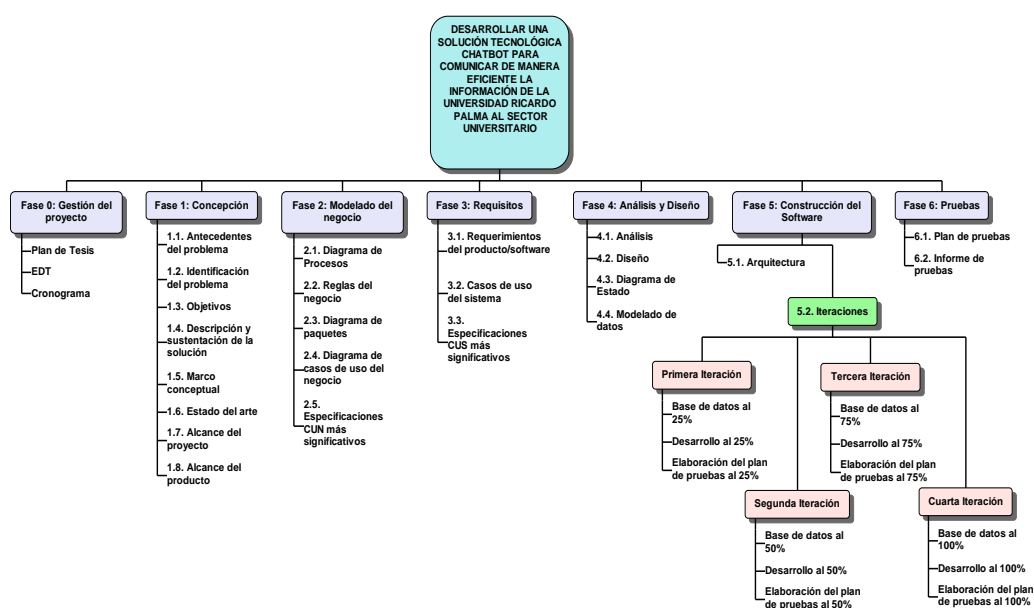 DESARROLLAR UNA
SOLUCIÓN TECNOLÓGICA
CHATBOT PARA
COMUNICAR DE MANERA
EFICIENTE LA
INFORMACIÓN DE LA
UNIVERSIDAD RICARDO
PALMA AL SECTOR
UNIVERSITARIO
Fase 0: Gestión del
proyecto
Plan de Tesis
EDT
Cronograma
Fase 1: Concepción
1.1. Antecedentes
del problema
1.2. Identificación
del problema
1.3. Objetivos
1.4. Descripción y
sustentación de la
solución
1.5. Marco
conceptual
1.6. Estado del arte
1.7. Alcance del
proyecto
1.8. Alcance del
producto
Fase 2: Modelado del
negocio
2.1. Diagrama de
Procesos
2.2. Reglas del
negocio
2.3. Diagrama de
paquetes
2.4. Diagrama de
casos de uso del
negocio
2.5.
Especificaciones
CUN más
significativos
Fase 3: Requisitos
3.1. Requerimientos
del producto/software
3.2. Casos de uso
del sistema
3.3.
Especificaciones
CUS más
significativos
Fase 4: Análisis y Diseño
4.1. Análisis
4.2. Diseño
4.3. Diagrama de
Estado
4.4. Modelado de
datos
Fase 5: Construcción del
Software
5.1. Arquitectura
5.2. Iteraciones
Primera Iteración
Base de datos al
25%
Desarrollo al 25%
Elaboración del plan
de pruebas al 25%
Segunda Iteración
Base de datos al
50%
Desarrollo al 50%
Elaboración del plan
de pruebas al 50%
Tercera Iteración
Base de datos al
75%
Desarrollo al 75%
Elaboración del plan
de pruebas al 75%
Cuarta Iteración
Base de datos al
100%
Desarrollo al 100%
Elaboración del plan
de pruebas al 100%
Fase 6: Pruebas
6.1. Plan de pruebas
6.2. Informe de
pruebas